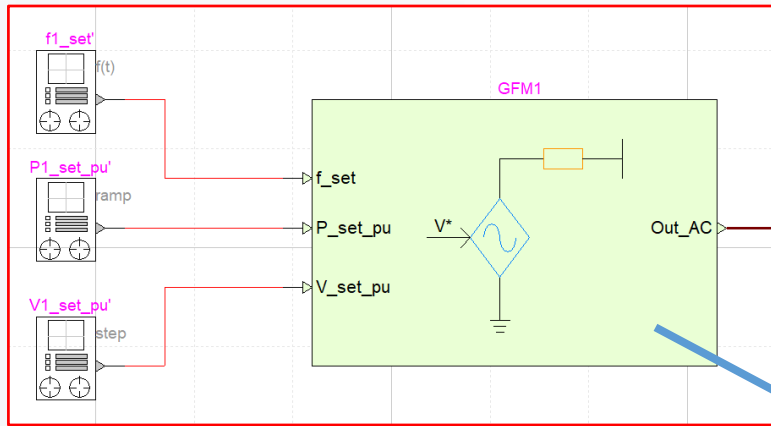 f1_set'
f(t)
GFM1
P1_set_pu'
ramp
f_set
P_set_pu
V*
Out_AC
V_set_pu
V1_set_pu'
step